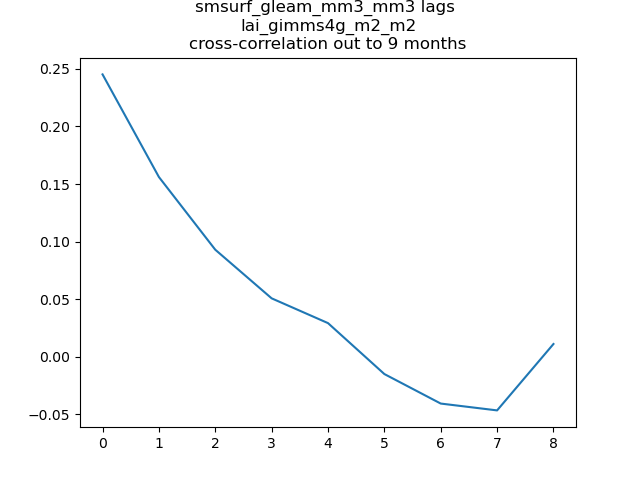 smsurf_gleam_mm3_mm3 lags
lai_gimms4g_m2_m2
cross-correlation out to 9 months
0.25
0.20
0.15
0.10
0.05
0.00
−0.05
0 1 2 3 4 5 6 7 8